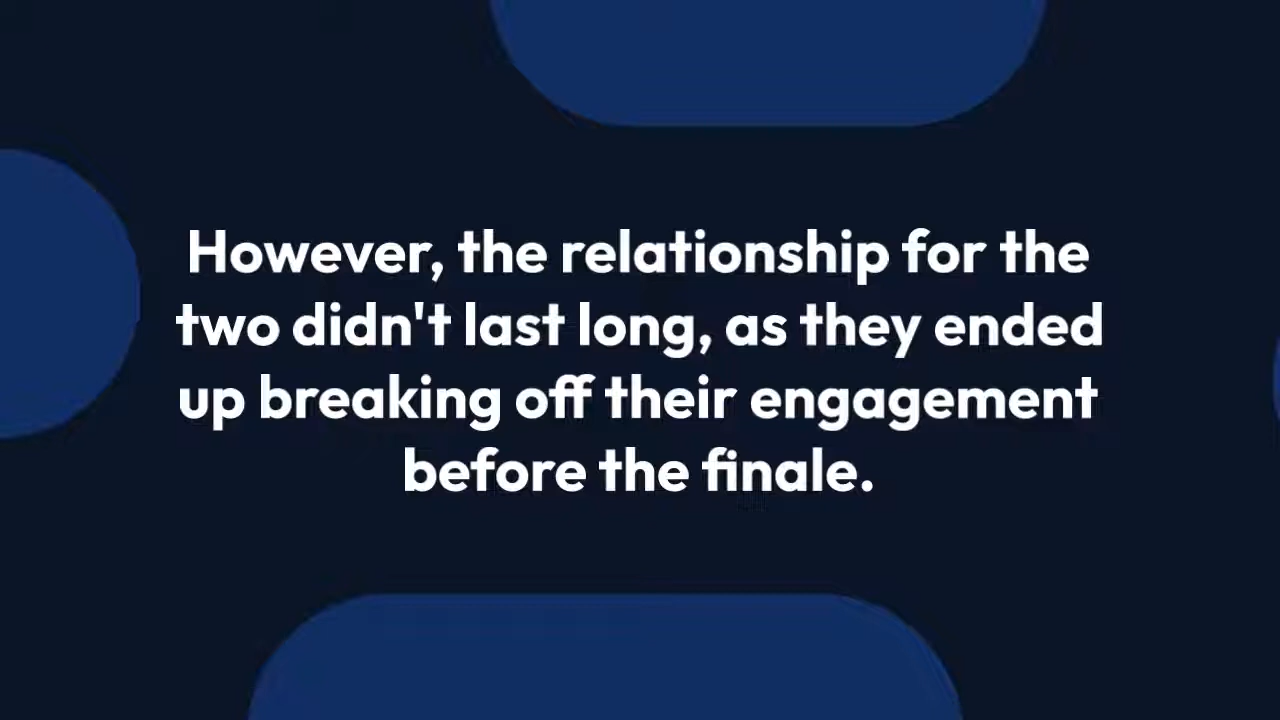 However, the relationship for the
two didn't last long, as they ended
up breaking off their engagement
before the finale.